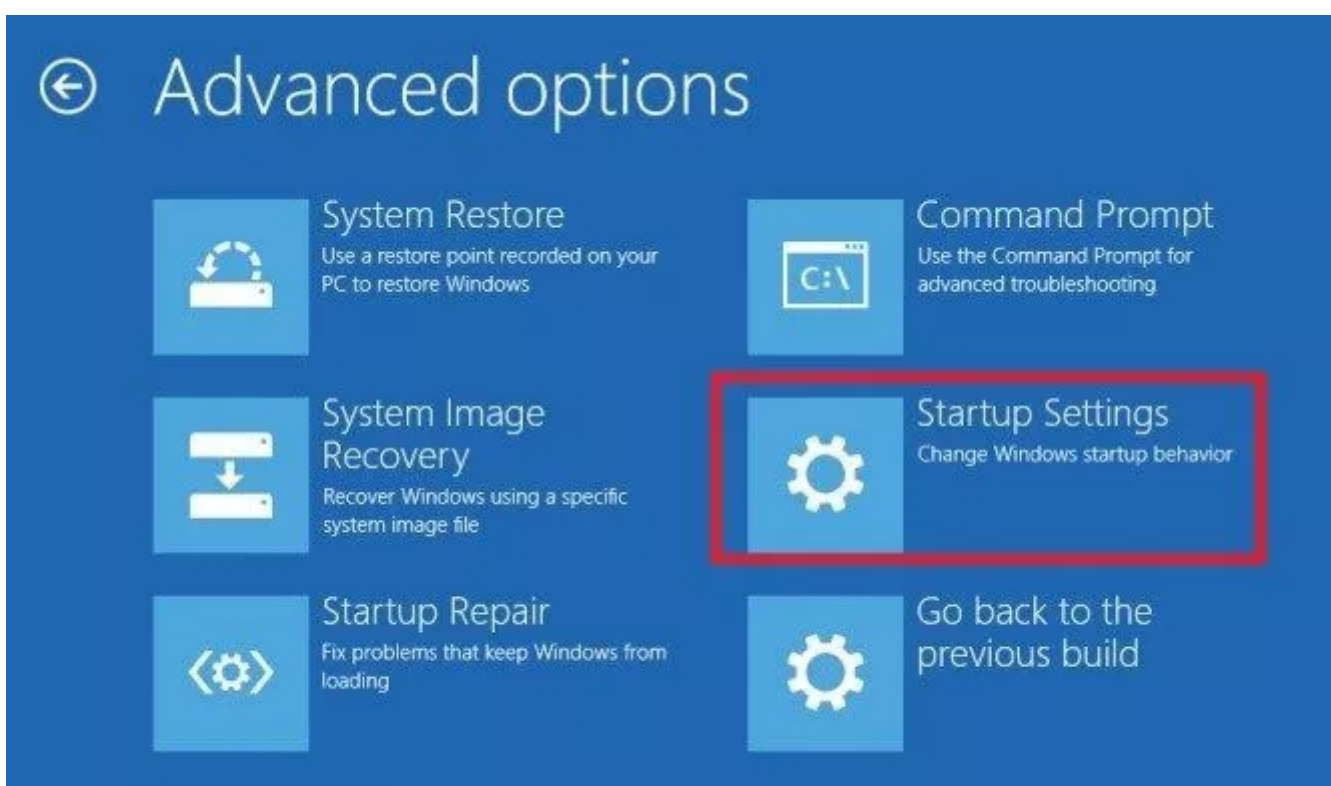 Advanced options
System Restore
Use a restore point recorded on your
PC to restore Windows
Command Prompt
Use the Command Prompt for
advanced troubleshooting
C:\
System Image
Recovery
Recover Windows using a specific
system image file
Startup Settings
Change Windows startup behavior
Startup Repair
Fix problems that keep Windows from
loading
Go back to the
previous build